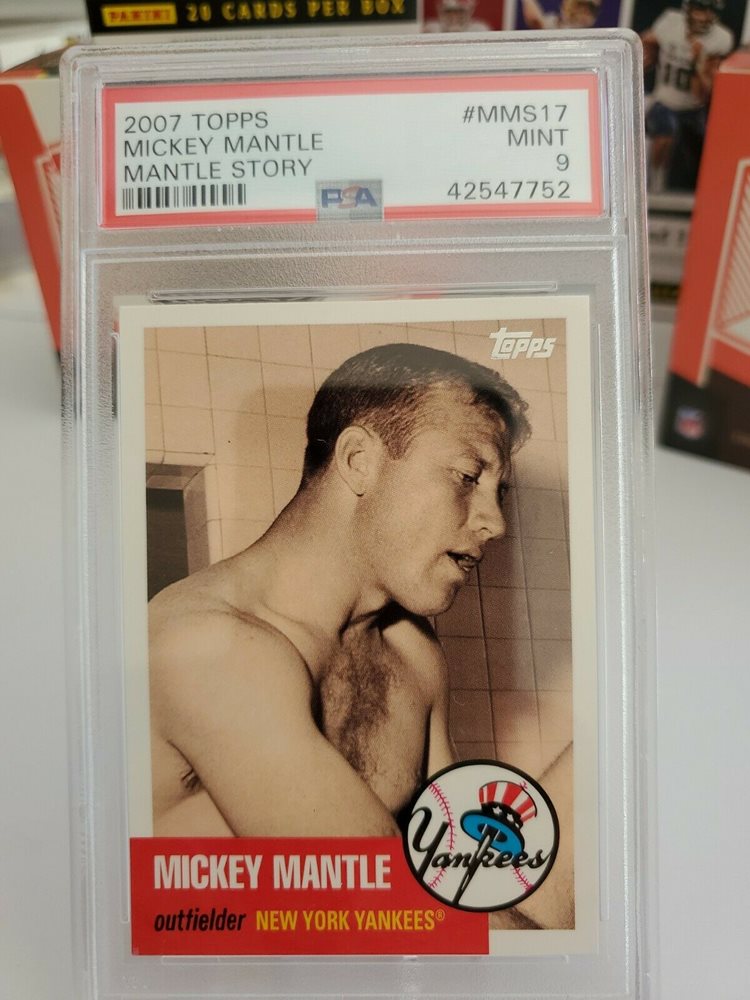 PANINI 20 CARDS PER BOX
2007 TOPPS #MMS17
MICKEY MANTLE MINT
MANTLE STORY 9
PSA 42547752
topps
Yankees
MICKEY MANTLE
outfielder NEW YORK YANKEES®